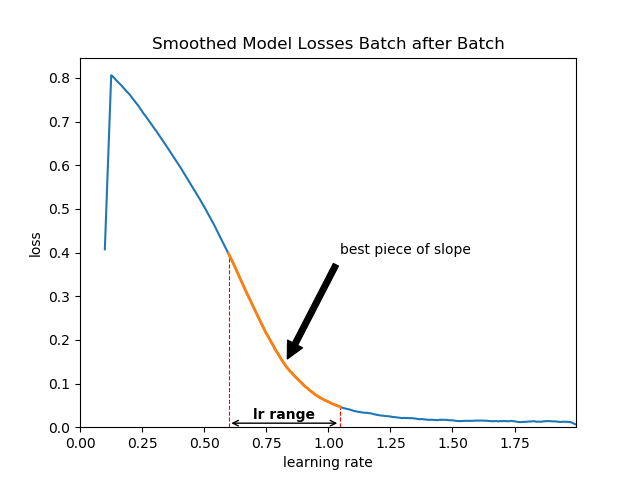 Smoothed Model Losses Batch after Batch
0.8
0.7
0.6
0.5
0.4
0.3
0.2
0.1
0.0
loss
best piece of slope
lr range
0.00 0.25 0.50 0.75 1.00 1.25 1.50 1.75
learning rate